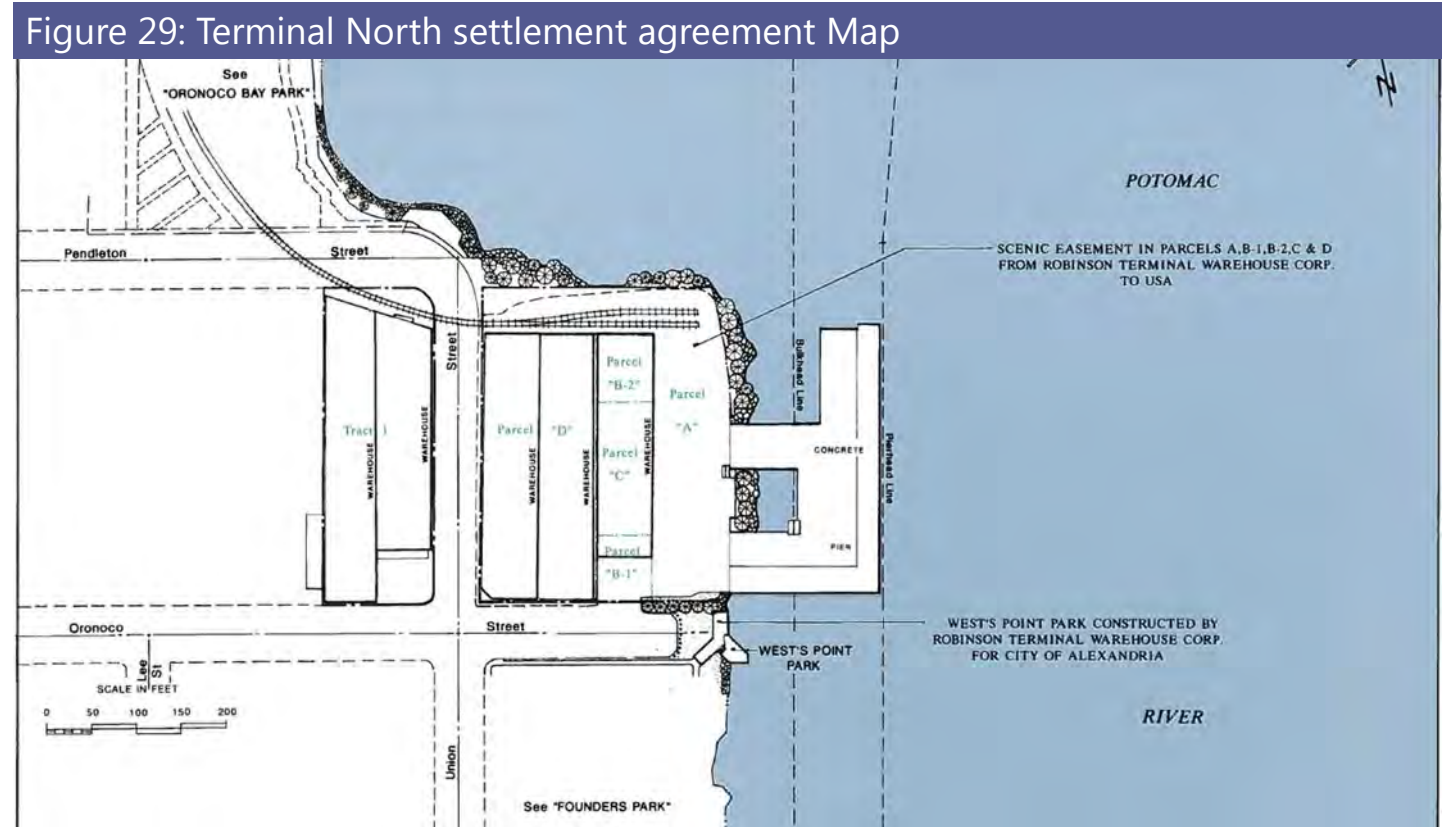 Figure 29: Terminal North settlement agreement Map
See
"ORONOCO BAY PARK"
N
POTOMAC
SCENIC EASEMENT IN PARCELS A,B-1,B-2,C & D
FROM ROBINSON TERMINAL WAREHOUSE CORP.
TO USA
Pendleton Street
Street
Bulkhead Line
Pierhead Line
Parcel
"B-2"
Parcel
"A"
Tract 1
WAREHOUSE
WAREHOUSE
Parcel "D"
WAREHOUSE
WAREHOUSE
Parcel
"C"
WAREHOUSE
CONCRETE
PIER
Parcel
"B-1"
Oronoco Street
WEST'S POINT PARK CONSTRUCTED BY
ROBINSON TERMINAL WAREHOUSE CORP.
FOR CITY OF ALEXANDRIA
WEST'S POINT
PARK
Lee
St
SCALE IN FEET
0 50 100 150 200
RIVER
Union
See "FOUNDERS PARK"